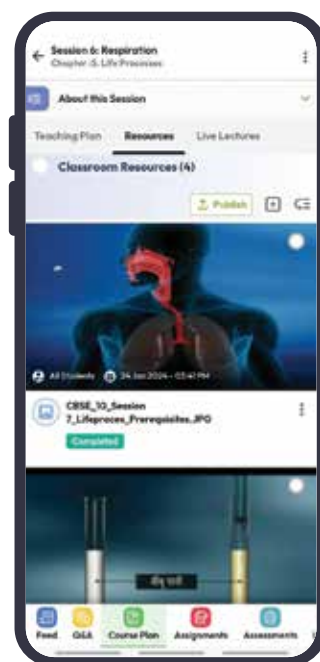 Session 6: Respiration
Chapter :5. Life Processes
About this Session
Teaching Plan Resources Live Lectures
Classroom Resources (4)
Publish
All Students 24 Jan 2024 - 03:41 PM
CBSE_10_Session
7_Lifeproces_Prerequisites.JPG
Completed
Feed Q&A Course Plan Assignments Assessments